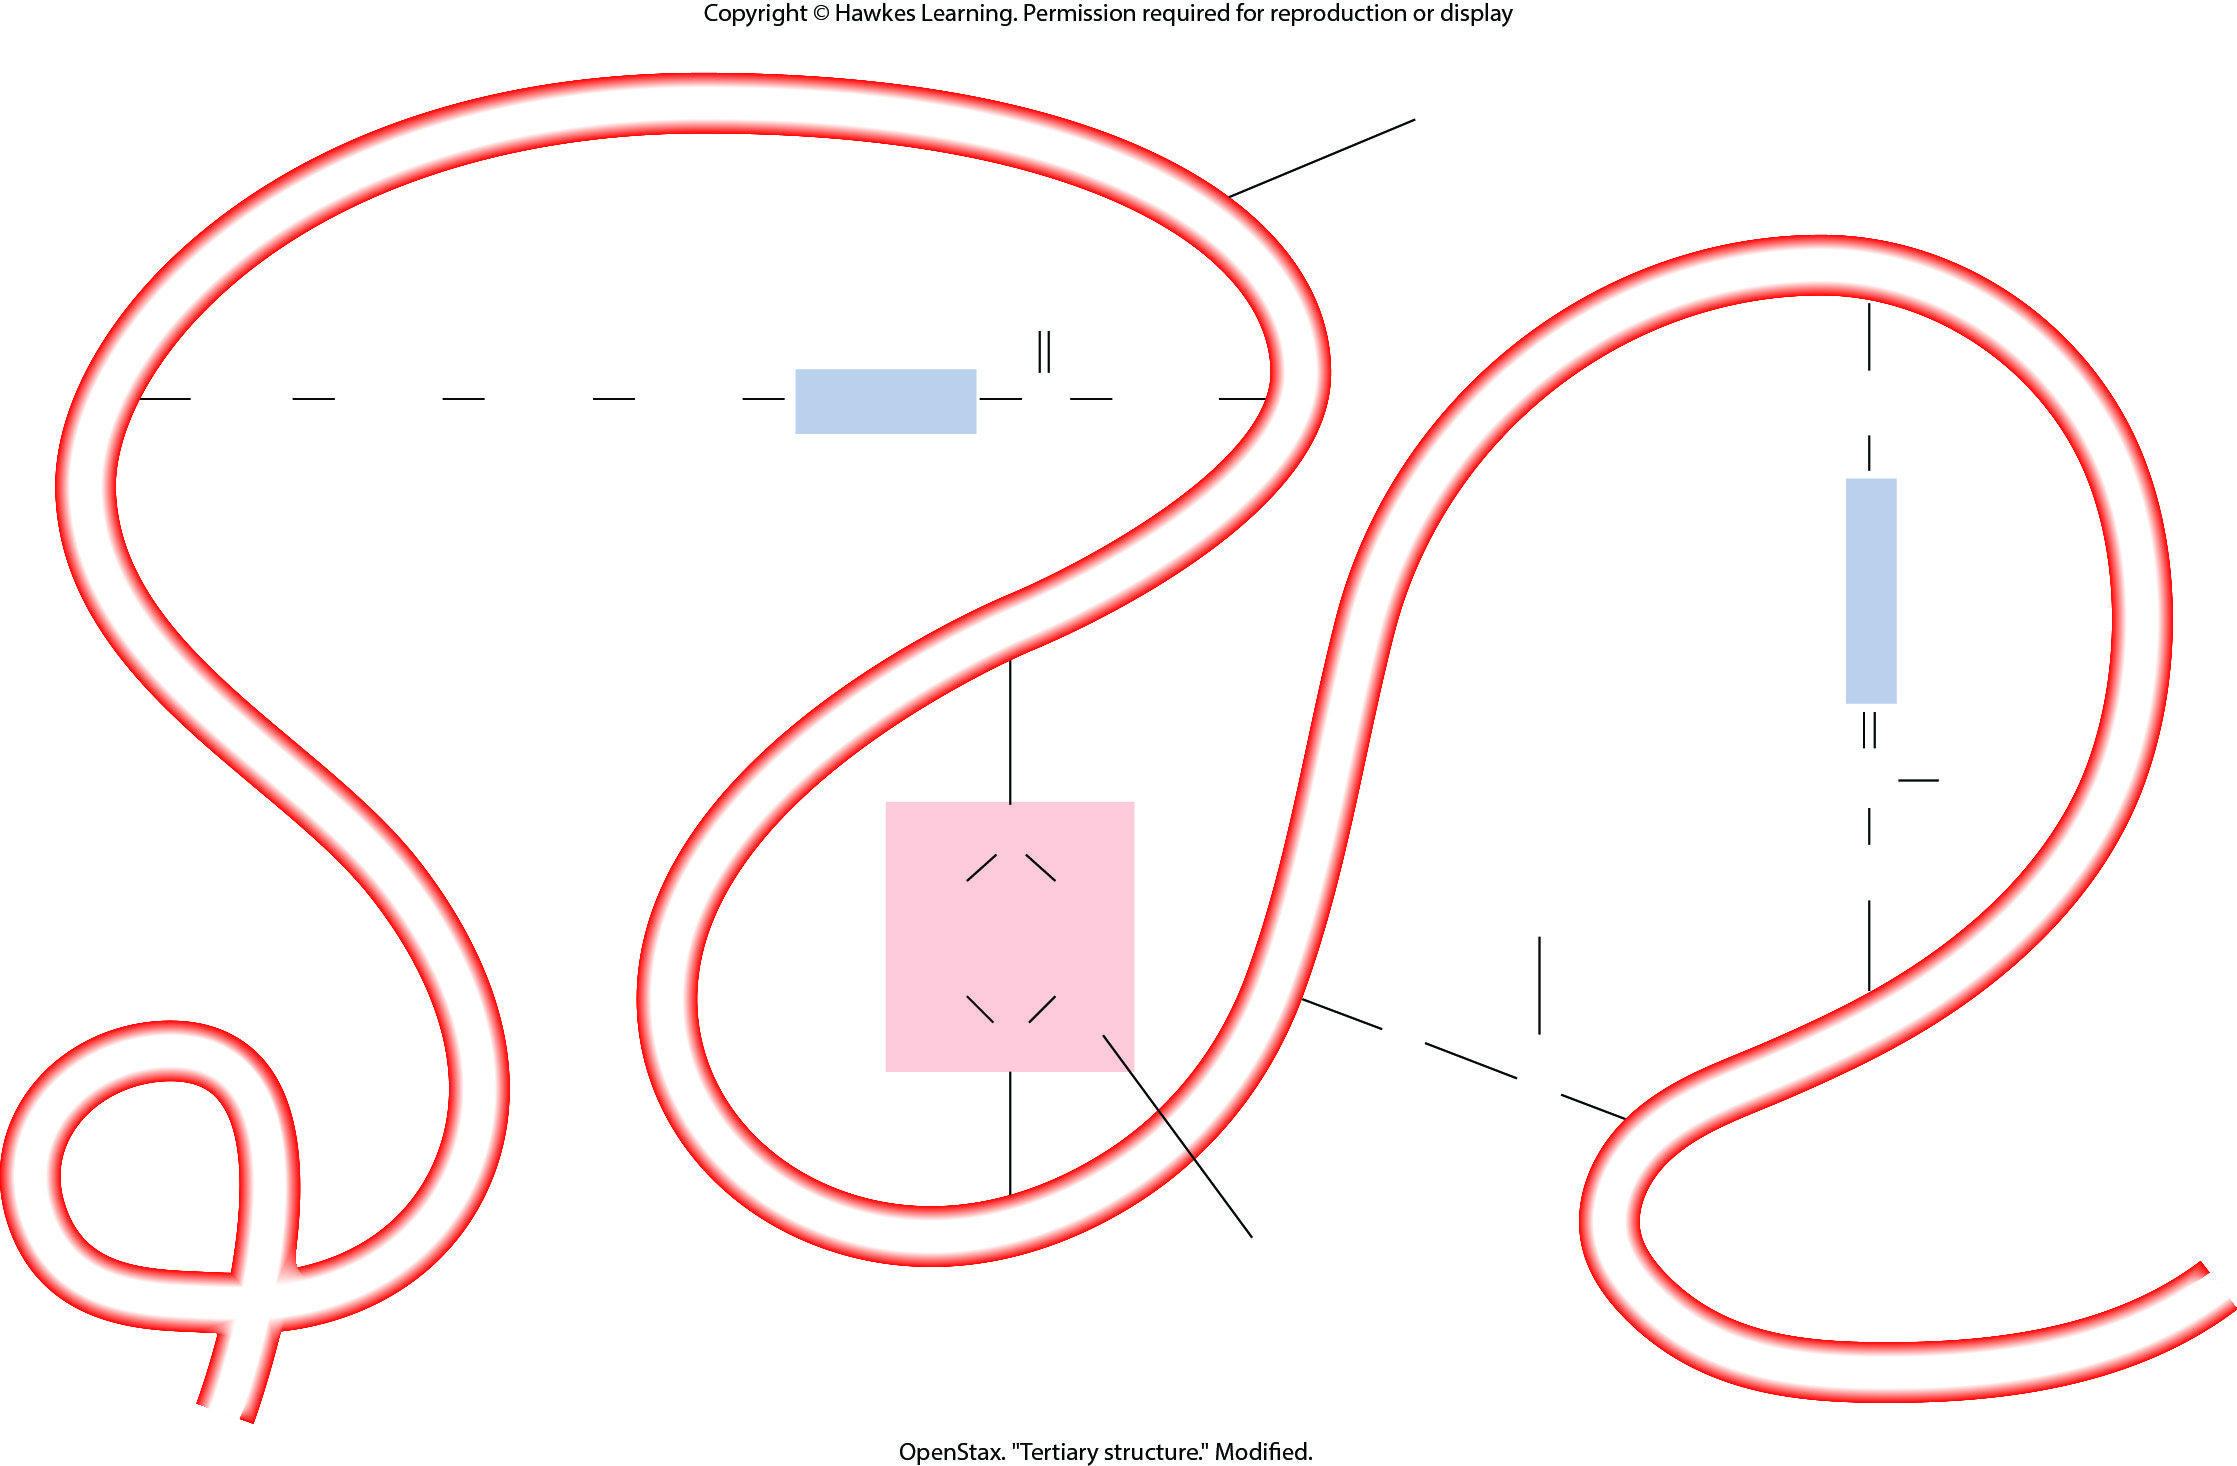 Copyright © Hawkes Learning. Permission required for reproduction or display
OpenStax. "Tertiary structure." Modified.